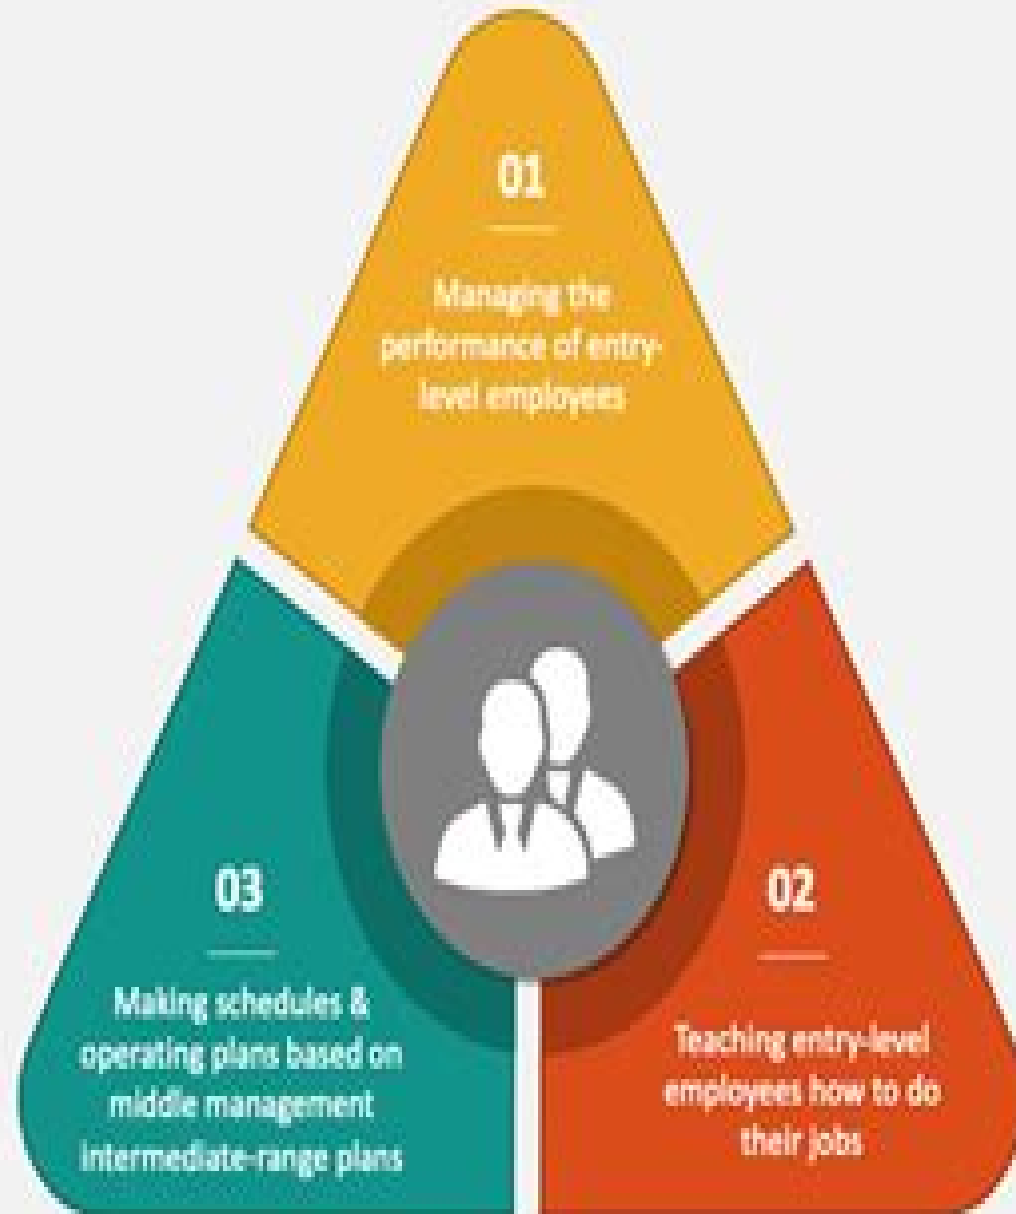 01
Managing the
performance of entry-
level employees
02
Teaching entry-level
employees how to do
their jobs
03
Making schedules &
operating plans based on
middle management
intermediate-range plans